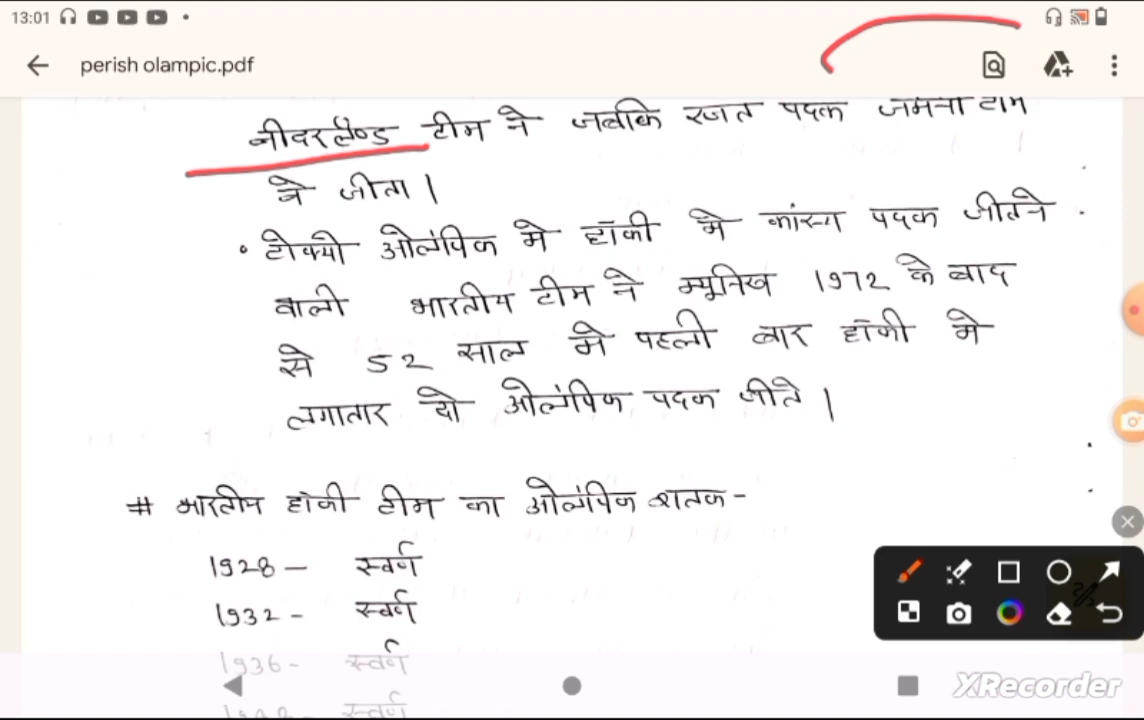 13:01
perish olampic.pdf
नीदरलैण्ड टीम ने जबकि रजत पदक जर्मनी टीम
ने जीता।
• टोक्यो ओलंपिक मे हॉकी मे कांस्य पदक जीतने
वाली भारतीय टीम ने म्यूनिख 1972 के बाद
से 52 साल मे पहली बार हॉकी मे
लगातार दो ओलंपिक पदक जीते।
# भारतीय हॉकी टीम का ओलंपिक शतक-
1928 - स्वर्ण
1932 - स्वर्ण
1936 - स्वर्ण
स्वर्ण
XRecorder